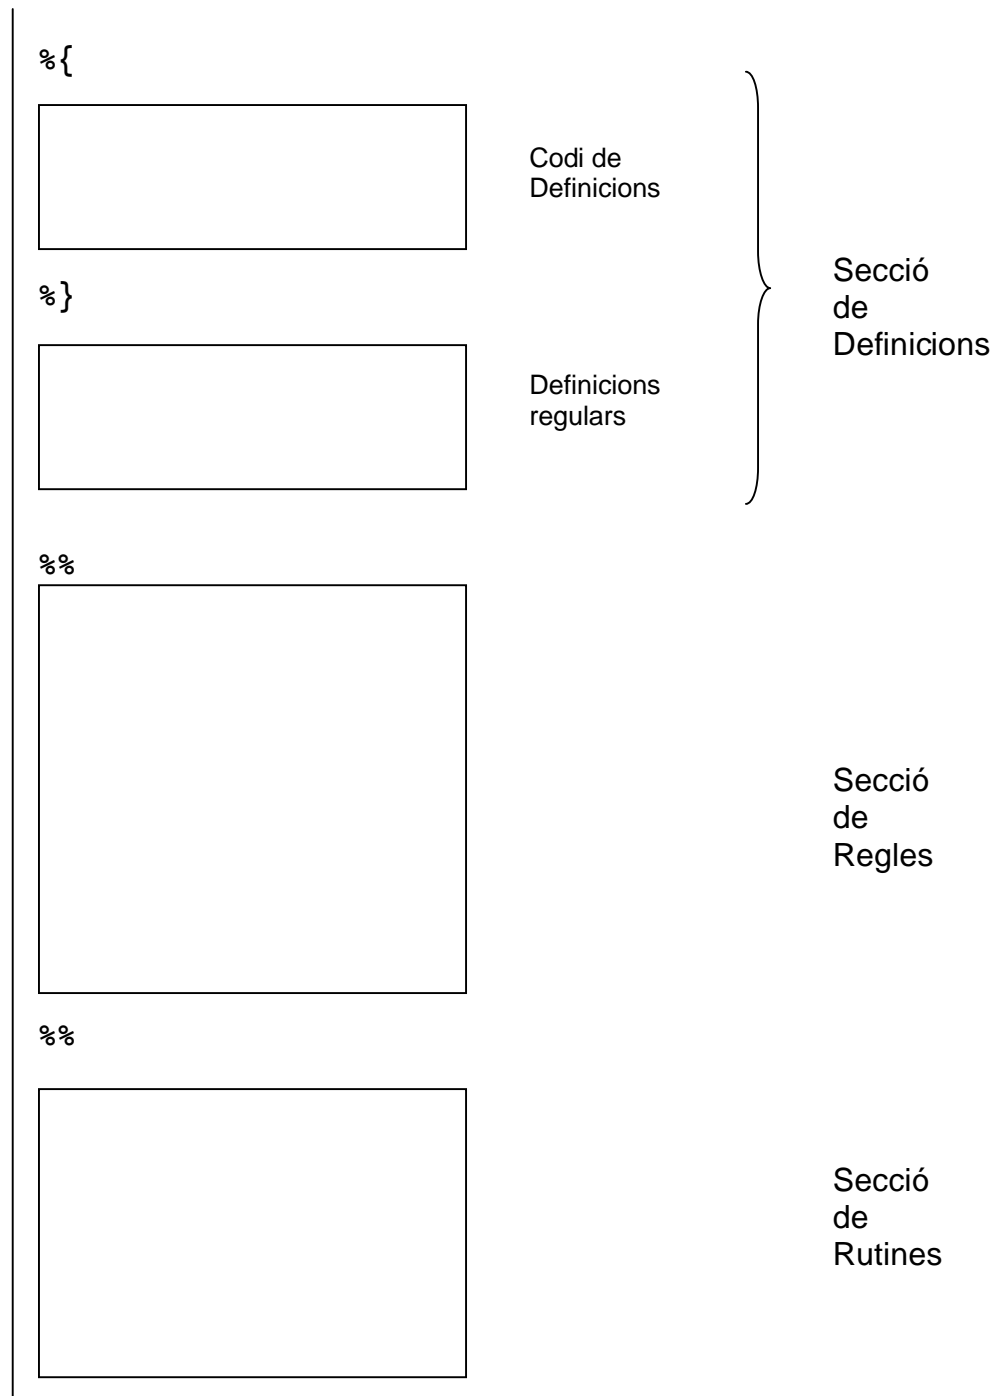 %{
Codi de
Definicions
%}
Definicions
regulars
Secció
de
Definicions
%%
Secció
de
Regles
%%
Secció
de
Rutines